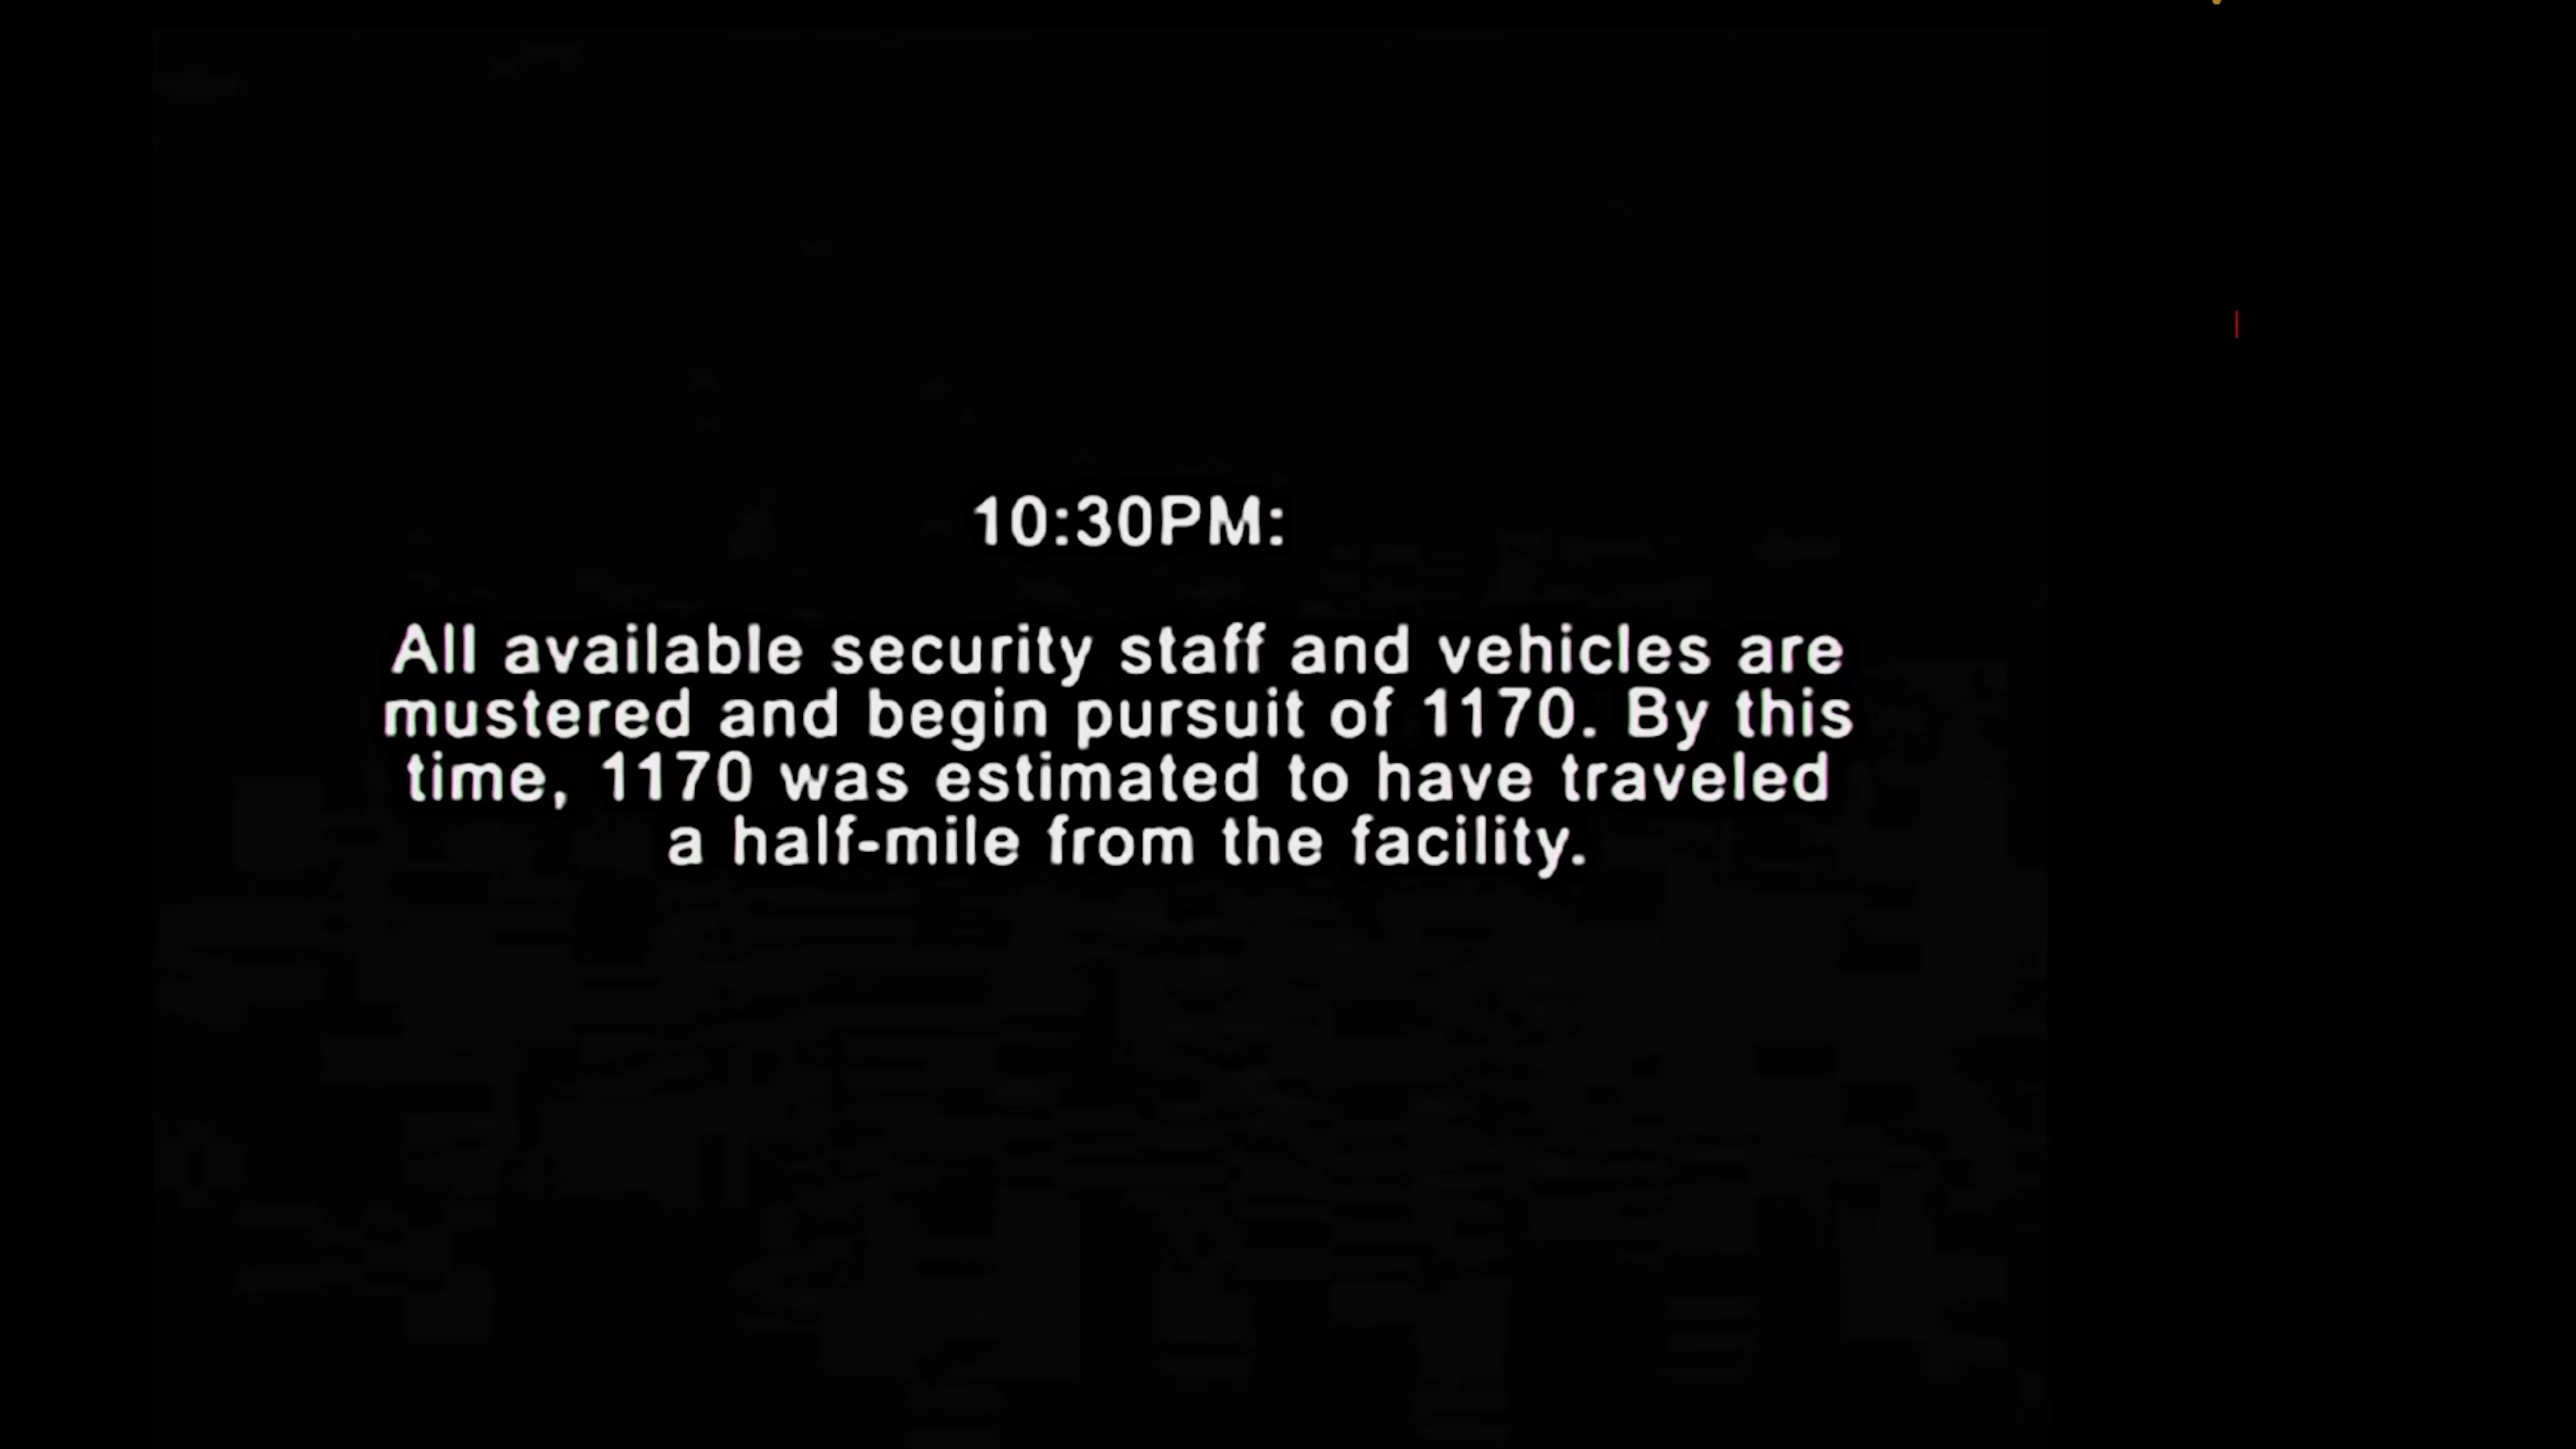 10:30PM:
All available security staff and vehicles are
mustered and begin pursuit of 1170. By this
time, 1170 was estimated to have traveled
a half-mile from the facility.